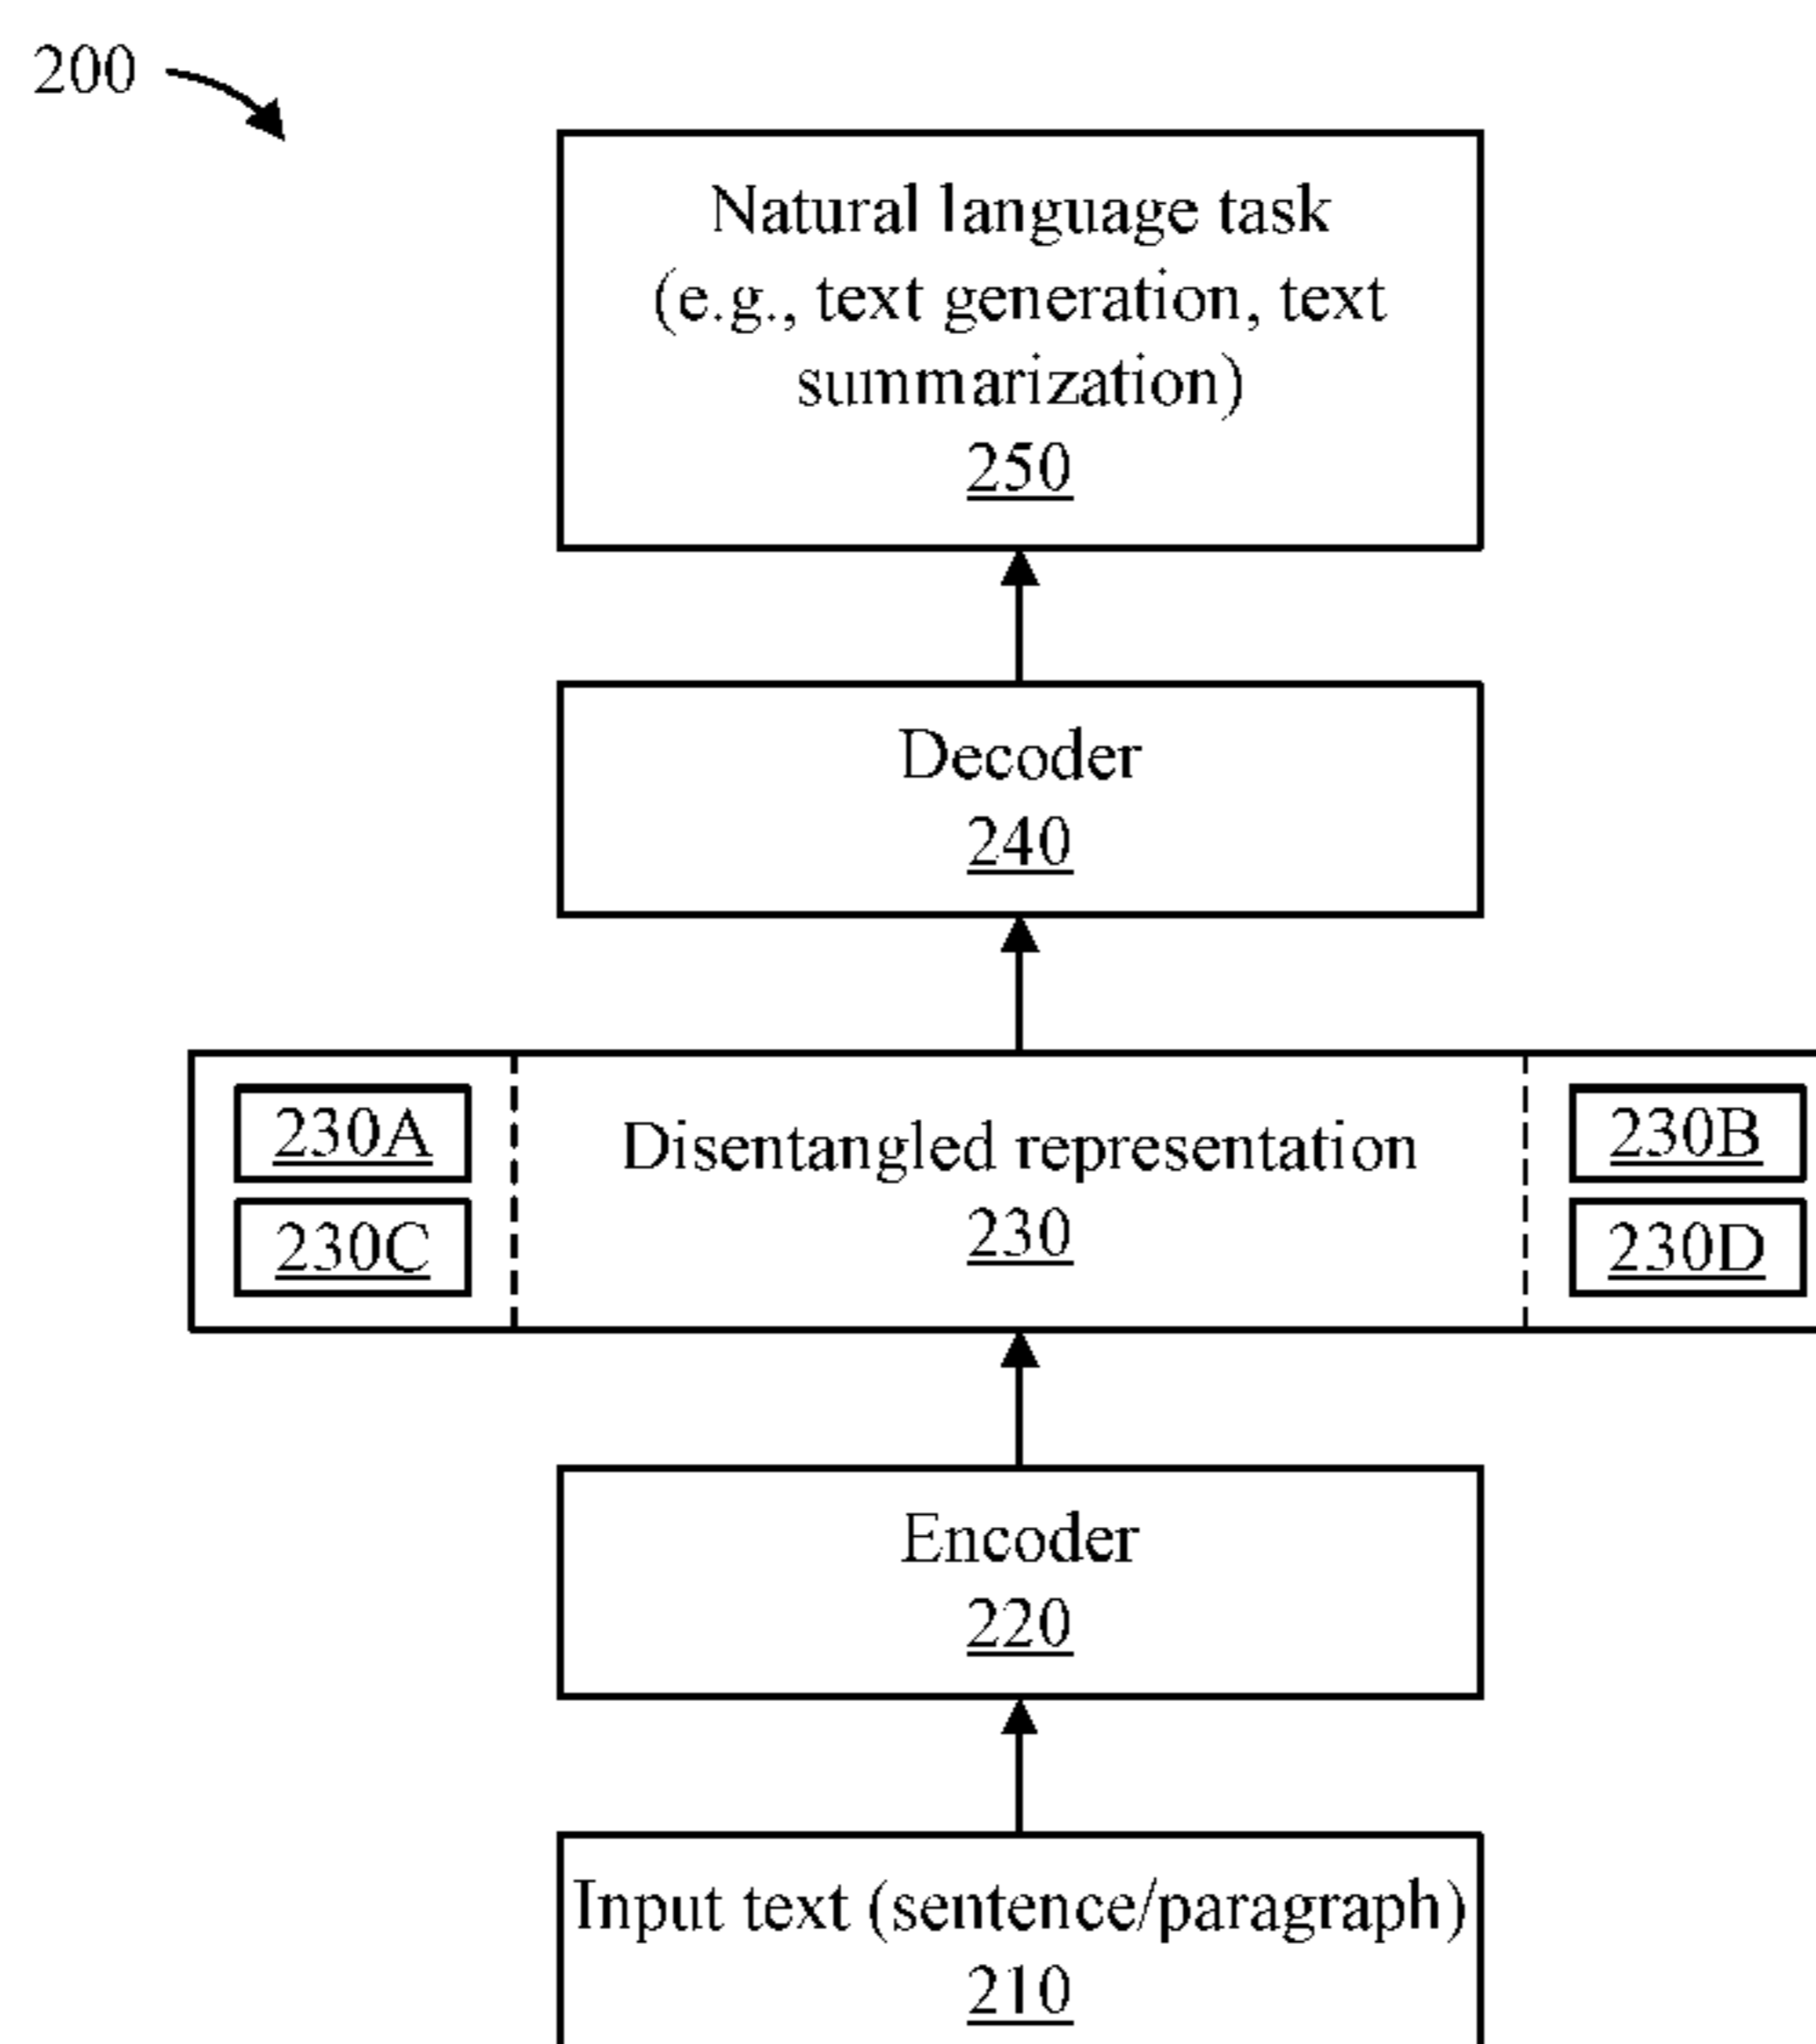 200
Natural language task
(e.g., text generation, text
summarization)
250
Decoder
240
230A
230C
Disentangled representation
230
230B
230D
Encoder
220
Input text (sentence/paragraph)
210